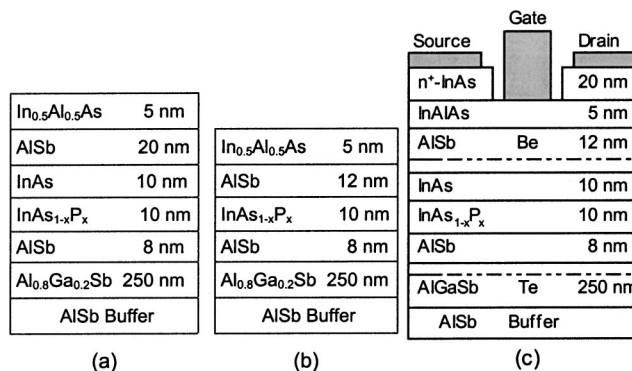 In0.5Al0.5As 5 nm
AlSb 20 nm
InAs 10 nm
InAs1-xPx 10 nm
AlSb 8 nm
Al0.8Ga0.2Sb 250 nm
AlSb Buffer
(a)
In0.5Al0.5As 5 nm
AlSb 12 nm
InAs1-xPx 10 nm
AlSb 8 nm
Al0.8Ga0.2Sb 250 nm
AlSb Buffer
(b)
Gate
Source Drain
n+-InAs 20 nm
InAlAs 5 nm
AlSb Be 12 nm
InAs 10 nm
InAs1-xPx 10 nm
AlSb 8 nm
AlGaSb Te 250 nm
AlSb Buffer
(c)